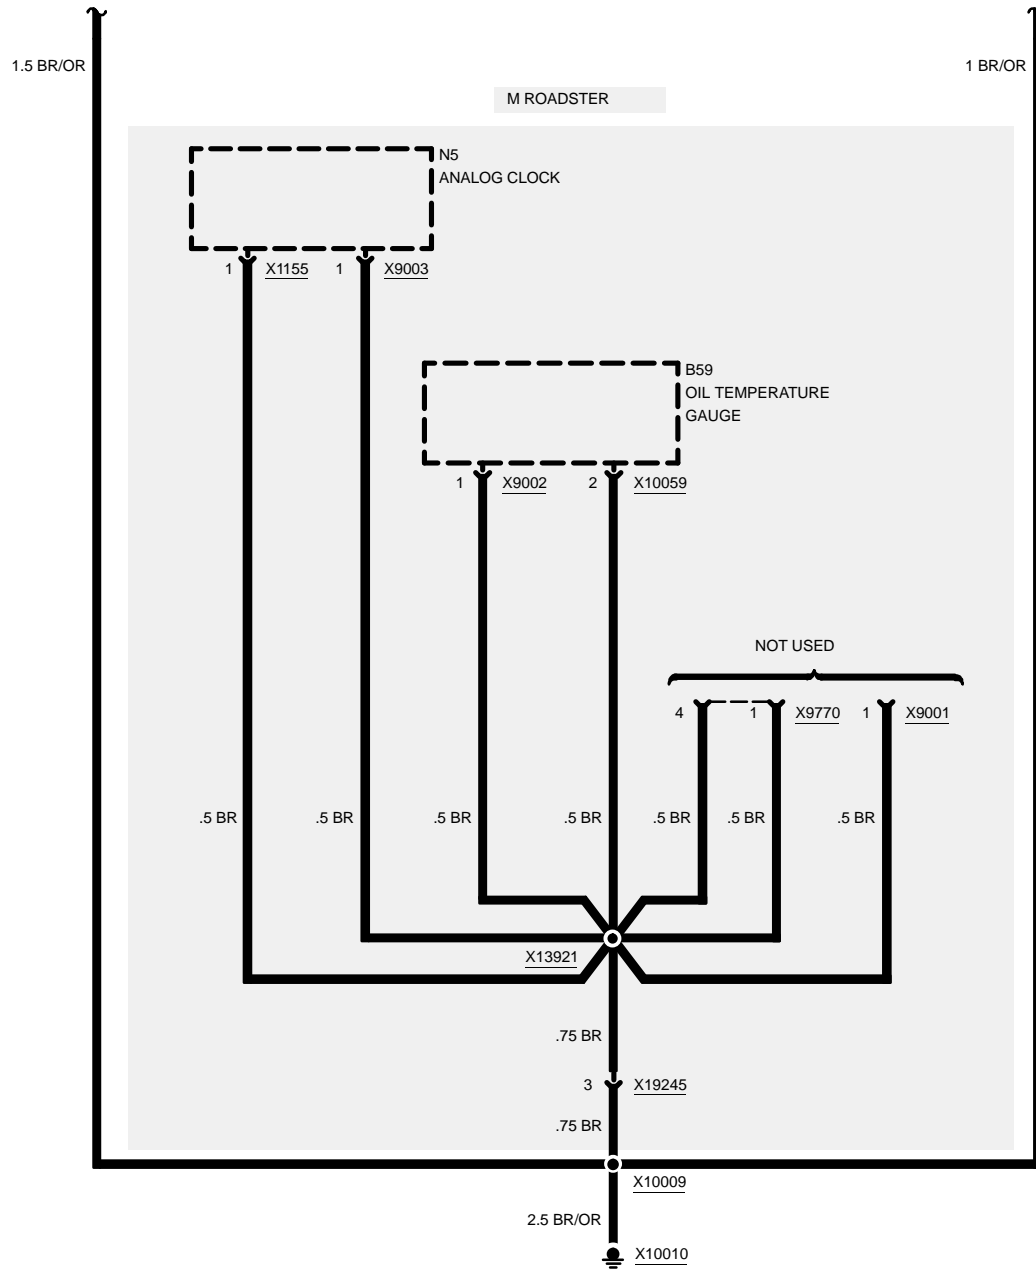 1.5 BR/OR
1 BR/OR
M ROADSTER
N5
ANALOG CLOCK
1 X1155 1 X9003
B59
OIL TEMPERATURE
GAUGE
1 X9002 2 X10059
NOT USED
4 1 X9770 1 X9001
.5 BR .5 BR .5 BR .5 BR .5 BR .5 BR .5 BR
X13921
.75 BR
3 X19245
.75 BR
X10009
2.5 BR/OR
X10010